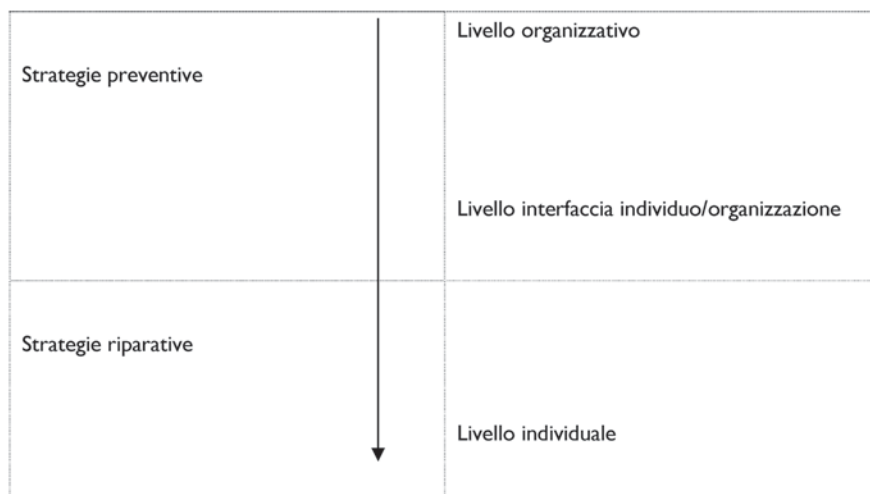 Livello organizzativo
Strategie preventive
Livello interfaccia individuo/organizzazione
Strategie riparative
Livello individuale